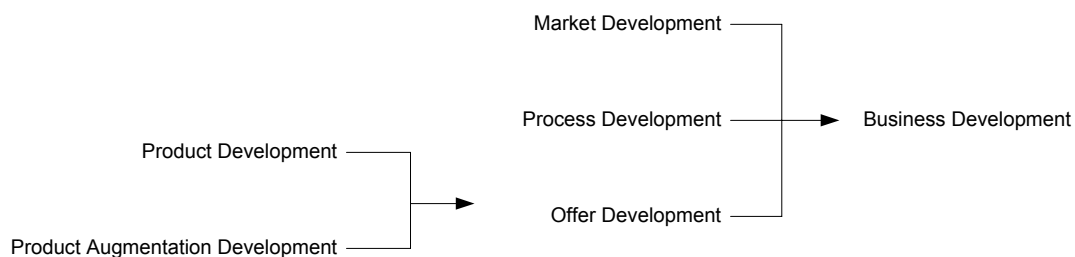 Market Development
Process Development
Business Development
Product Development
Offer Development
Product Augmentation Development